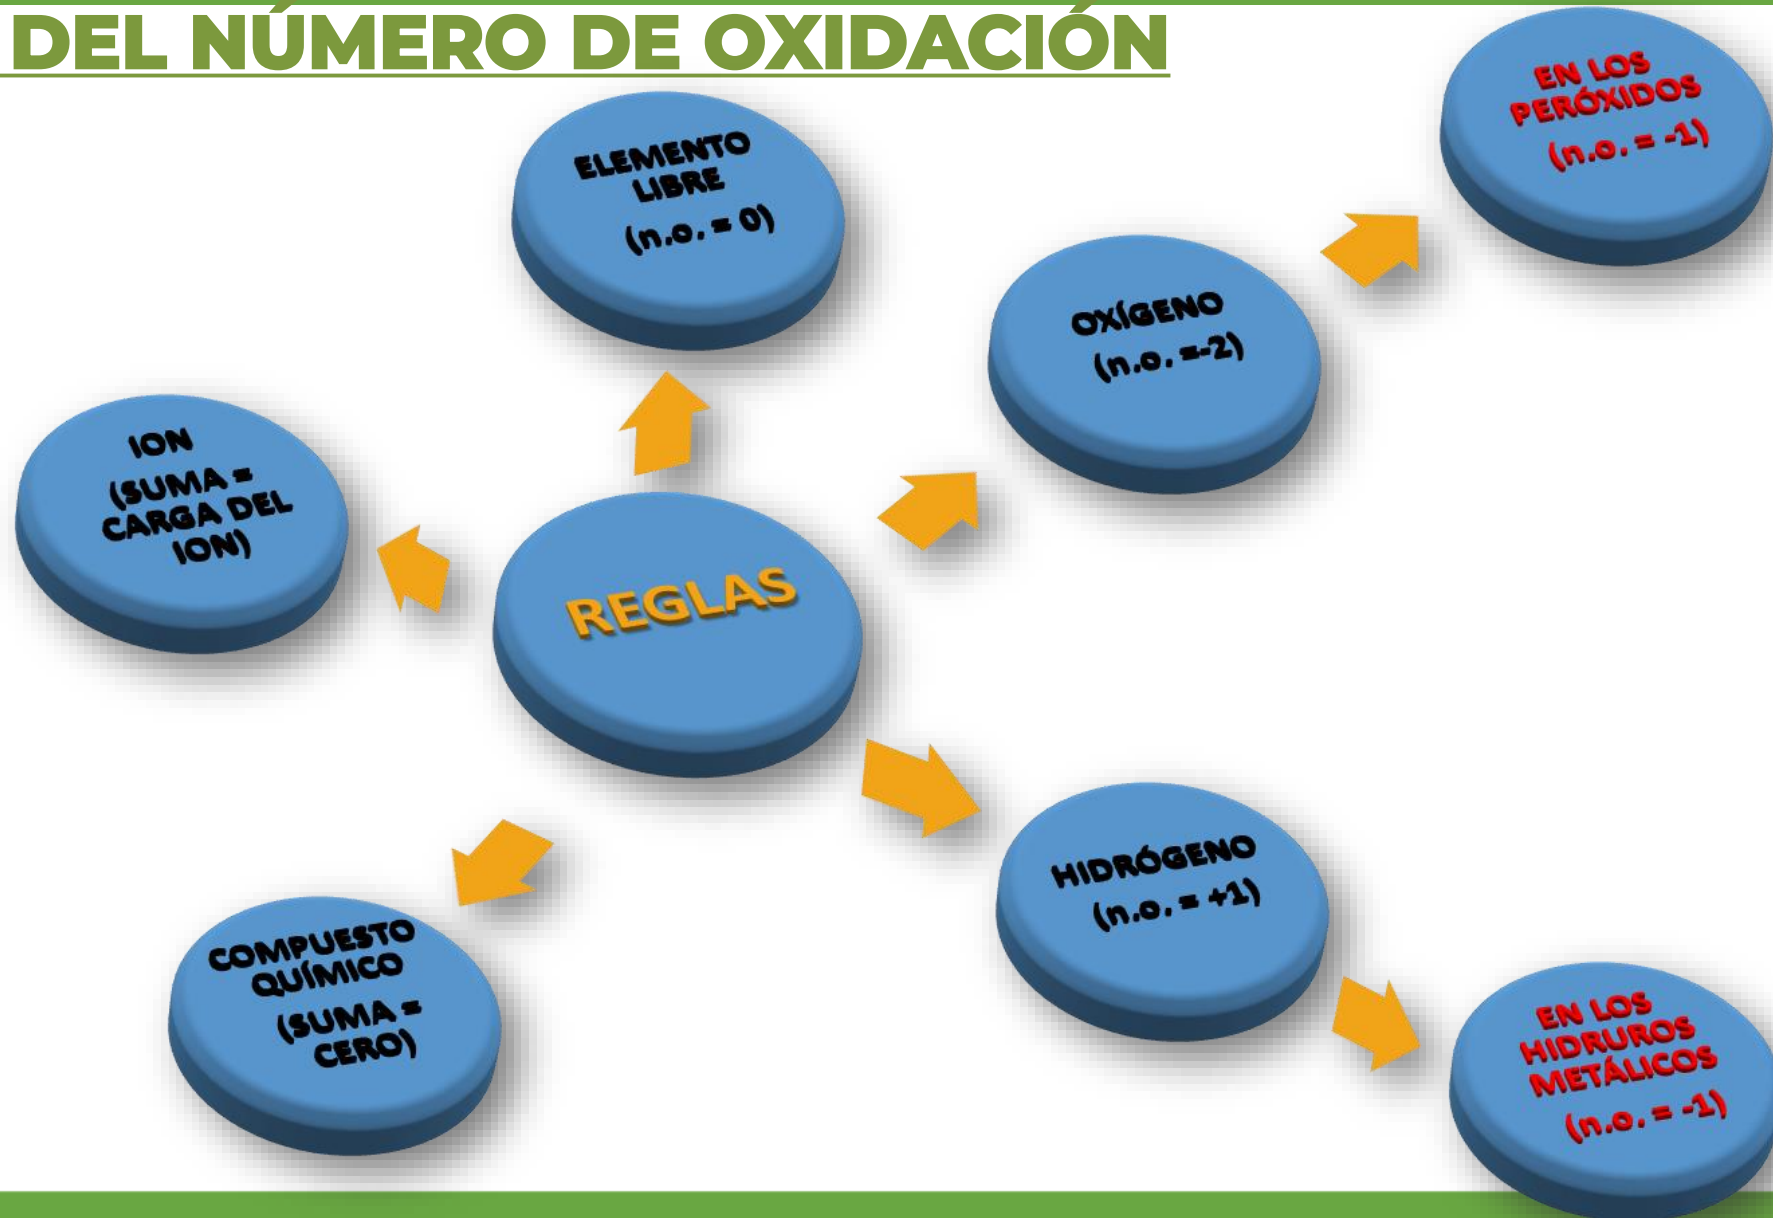 DEL NÚMERO DE OXIDACIÓN
ELEMENTO
LIBRE
(n.o. = 0)
EN LOS
PERÓXIDOS
(n.o. = -1)
OXÍGENO
(n.o. =-2)
ION
(SUMA =
CARGA DEL
ION)
REGLAS
HIDRÓGENO
(n.o. = +1)
COMPUESTO
QUÍMICO
(SUMA =
CERO)
EN LOS
HIDRUROS
METÁLICOS
(n.o. = -1)